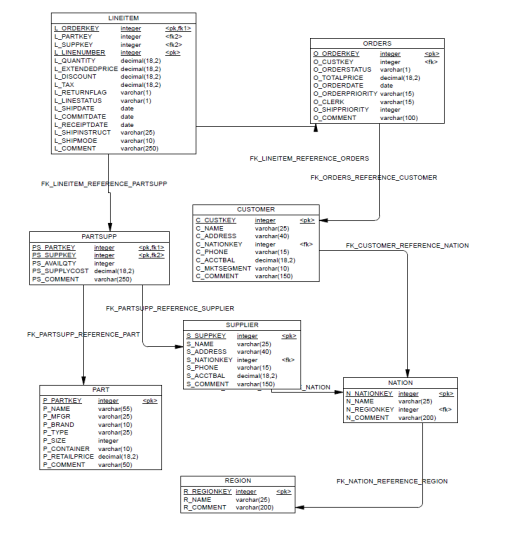 LINEITEM
L_ORDERKEY integer <pk,fk1>
L_PARTKEY integer <fk2>
L_SUPPKEY integer <fk2>
L_LINENUMBER integer <pk>
L_QUANTITY decimal(18,2)
L_EXTENDEDPRICE decimal(18,2)
L_DISCOUNT decimal(18,2)
L_TAX decimal(18,2)
L_RETURNFLAG varchar(1)
L_LINESTATUS varchar(1)
L_SHIPDATE date
L_COMMITDATE date
L_RECEIPTDATE date
L_SHIPINSTRUCT varchar(25)
L_SHIPMODE varchar(10)
L_COMMENT varchar(250)
ORDERS
O_ORDERKEY integer <pk>
O_CUSTKEY integer <fk>
O_ORDERSTATUS varchar(1)
O_TOTALPRICE decimal(18,2)
O_ORDERDATE date
O_ORDERPRIORITY varchar(15)
O_CLERK varchar(15)
O_SHIPPRIORITY integer
O_COMMENT varchar(100)
FK_LINEITEM_REFERENCE_ORDERS
FK_ORDERS_REFERENCE_CUSTOMER
FK_LINEITEM_REFERENCE_PARTSUPP
CUSTOMER
C_CUSTKEY integer <pk>
C_NAME varchar(25)
C_ADDRESS varchar(40)
C_NATIONKEY integer <fk>
C_PHONE varchar(15)
C_ACCTBAL decimal(18,2)
C_MKTSEGMENT varchar(10)
C_COMMENT varchar(150)
PARTSUPP
PS_PARTKEY integer <pk,fk1>
PS_SUPPKEY integer <pk,fk2>
PS_AVAILQTY integer
PS_SUPPLYCOST decimal(18,2)
PS_COMMENT varchar(250)
FK_CUSTOMER_REFERENCE_NATION
FK_PARTSUPP_REFERENCE_SUPPLIER
FK_PARTSUPP_REFERENCE_PART
SUPPLIER
S_SUPPKEY integer <pk>
S_NAME varchar(25)
S_ADDRESS varchar(40)
S_NATIONKEY integer <fk>
S_PHONE varchar(15)
S_ACCTBAL decimal(18,2)
S_COMMENT varchar(150)
NATION
PART
P_PARTKEY integer <pk>
P_NAME varchar(55)
P_MFGR varchar(25)
P_BRAND varchar(10)
P_TYPE varchar(25)
P_SIZE integer
P_CONTAINER varchar(10)
P_RETAILPRICE decimal(18,2)
P_COMMENT varchar(50)
NATION
N_NATIONKEY integer <pk>
N_NAME varchar(25)
N_REGIONKEY integer <fk>
N_COMMENT varchar(200)
FK_NATION_REFERENCE_REGION
REGION
R_REGIONKEY integer <pk>
R_NAME varchar(25)
R_COMMENT varchar(200)